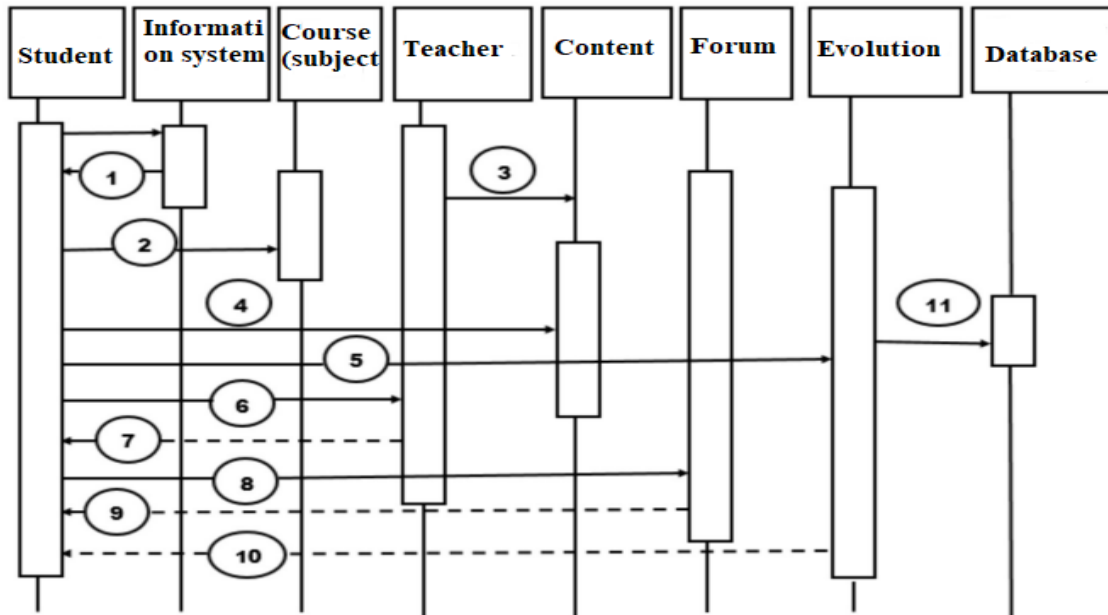 Student
Informati
on system
Course
(subject
Teacher
Content
Forum
Evolution
Database
1
2
3
4
5
6
7
8
9
10
11